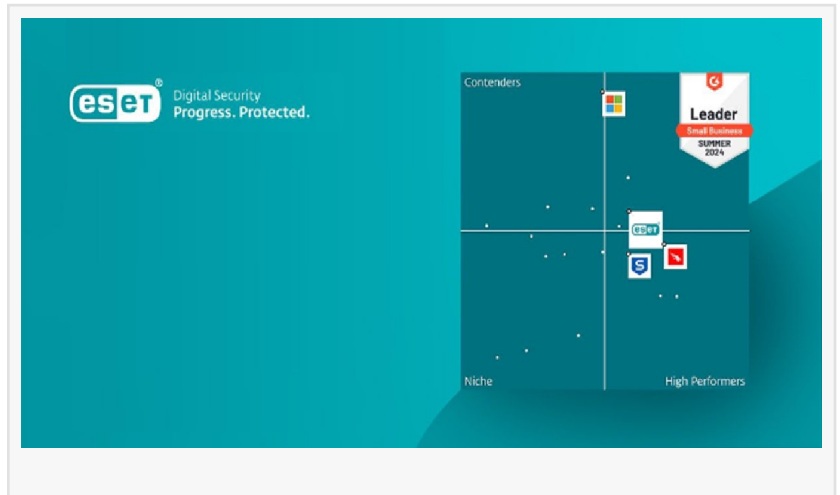 eseT
®
Digital Security
Progress. Protected.
Contenders
Leader
Small Business
SUMMER
2024
eseT
S
Niche
High Performers